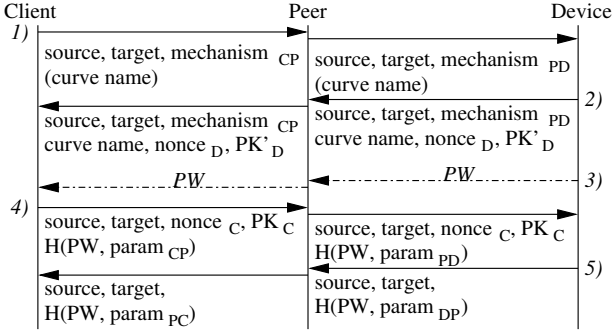 Client Peer Device
1)
source, target, mechanism CP
(curve name)
source, target, mechanism PD
(curve name)
2)
source, target, mechanism CP
curve name, nonce D, PK'D
source, target, mechanism PD
curve name, nonce D, PK'D
PW PW 3)
4)
source, target, nonce C, PKC
H(PW, param CP)
source, target, nonce C, PKC
H(PW, param PD)
5)
source, target,
H(PW, param PC)
source, target,
H(PW, param DP)